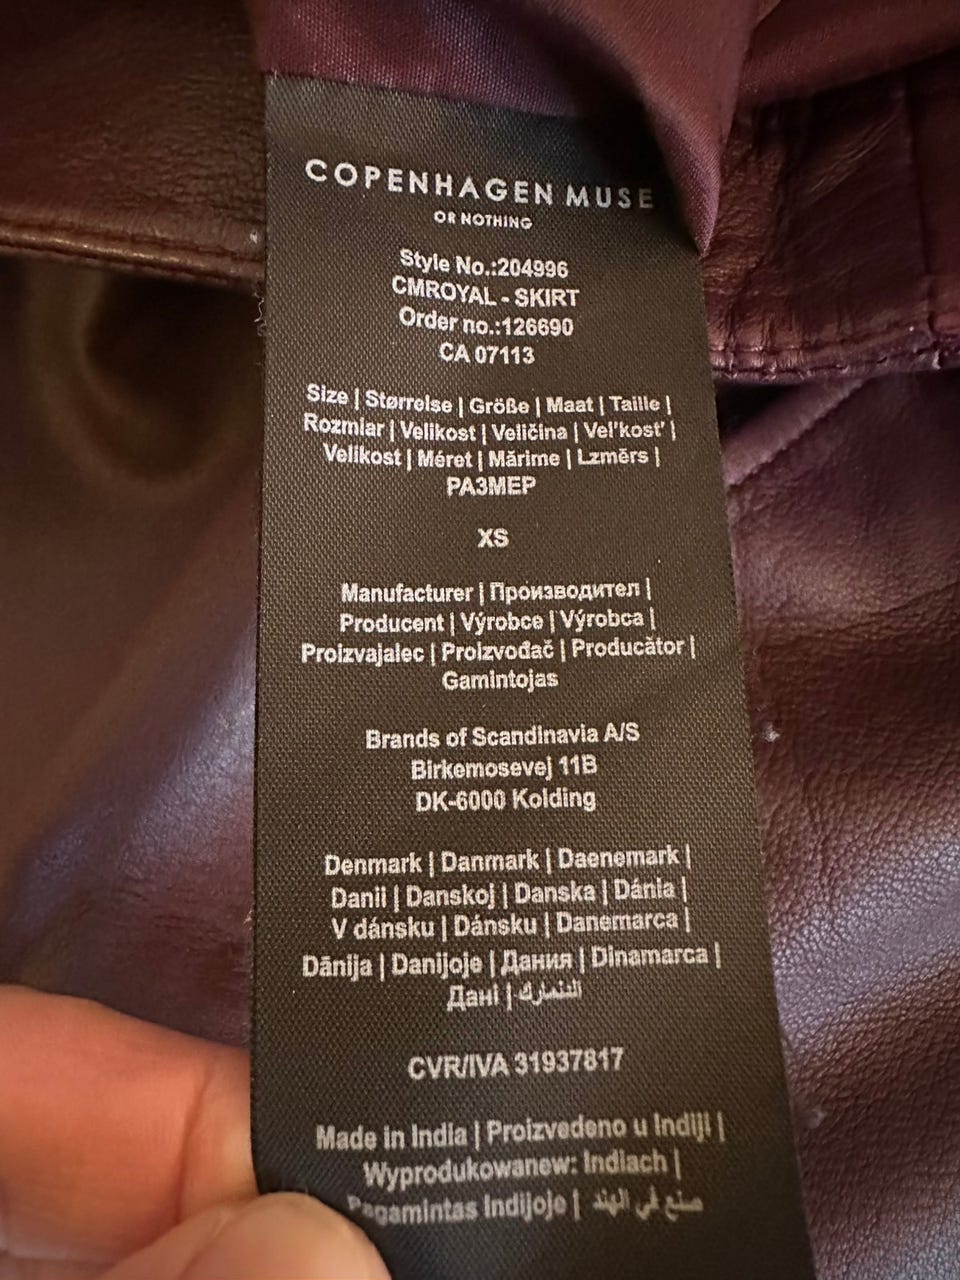 COPENHAGEN MUSE
OR NOTHING
Style No.:204996
CMROYAL - SKIRT
Order no.:126690
CA 07113
Size | Størrelse | Größe | Maat | Taille |
Rozmiar | Velikost | Veličina | Veľkosť |
Velikost | Méret | Mărime | Lzmērs |
РАЗМЕР
XS
Manufacturer | Производител |
Producent | Výrobce | Výrobca |
Proizvajalec | Proizvođač | Producător |
Gamintojas
Brands of Scandinavia A/S
Birkemosevej 11B
DK-6000 Kolding
Denmark | Danmark | Daenemark |
Danii | Danskoj | Danska | Dánia |
V dánsku | Dánsku | Danemarca |
Dānija | Danijoje | Дания | Dinamarca |
Дані | الدنمارك
CVR/IVA 31937817
Made in India | Proizvedeno u Indiji |
Wyprodukowanew: Indiach |
Pagamintas Indijoje | صنع في الهند